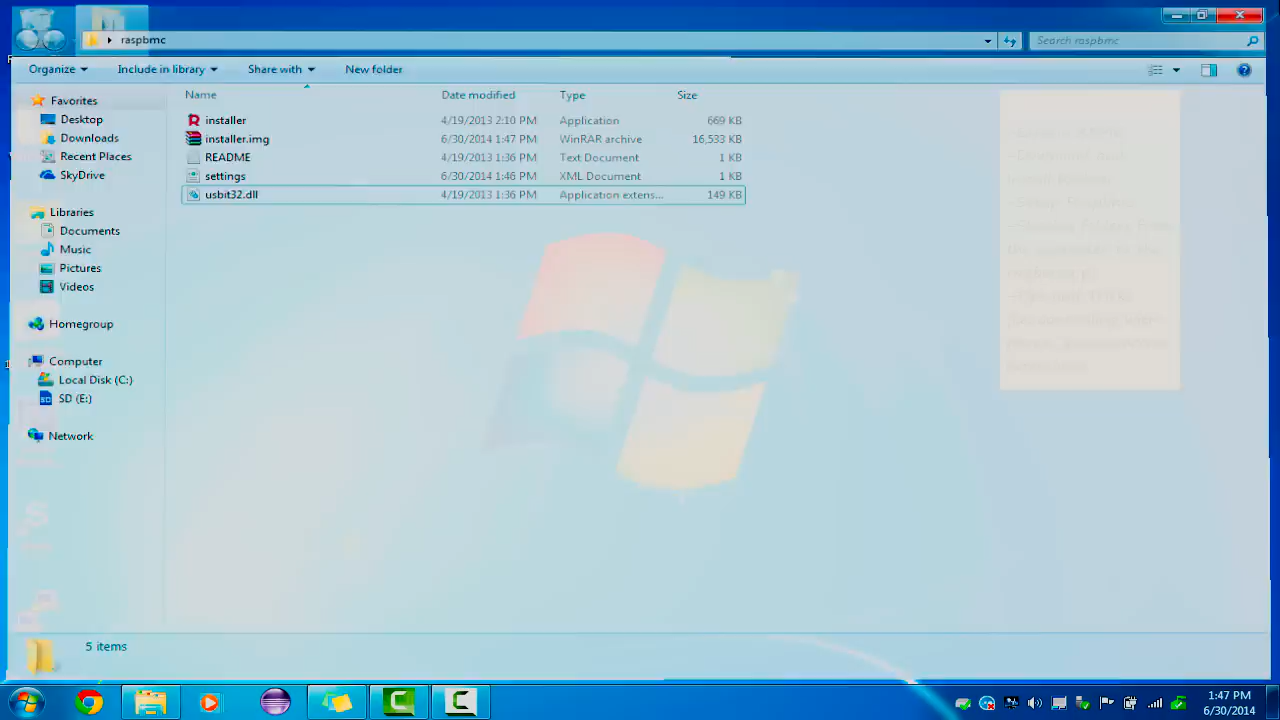 raspbmc
Search raspbmc
Organize Include in library Share with New folder
Name Date modified Type Size
Favorites
Desktop
Downloads
Recent Places
SkyDrive
Libraries
Documents
Music
Pictures
Videos
Homegroup
Computer
Local Disk (C:)
SD (E:)
Network
installer 4/19/2013 2:10 PM Application 669 KB
installer.img 6/30/2014 1:47 PM WinRAR archive 16,533 KB
README 4/19/2013 1:36 PM Text Document 1 KB
settings 6/30/2014 1:46 PM XML Document 1 KB
usbit32.dll 4/19/2013 1:36 PM Application extens... 149 KB
5 items
1:47 PM
6/30/2014